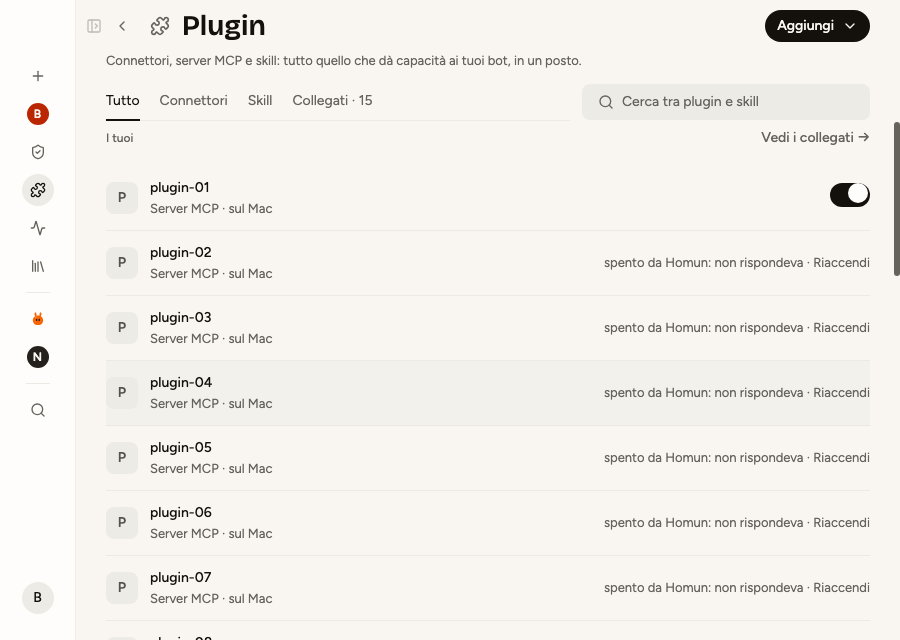 Plugin
Aggiungi
Connettori, server MCP e skill: tutto quello che dà capacità ai tuoi bot, in un posto.
Tutto Connettori Skill Collegati · 15
Cerca tra plugin e skill
I tuoi
Vedi i collegati →
B
N
B
P
plugin-01
Server MCP · sul Mac
P
plugin-02
Server MCP · sul Mac
spento da Homun: non rispondeva · Riaccendi
P
plugin-03
Server MCP · sul Mac
spento da Homun: non rispondeva · Riaccendi
P
plugin-04
Server MCP · sul Mac
spento da Homun: non rispondeva · Riaccendi
P
plugin-05
Server MCP · sul Mac
spento da Homun: non rispondeva · Riaccendi
P
plugin-06
Server MCP · sul Mac
spento da Homun: non rispondeva · Riaccendi
P
plugin-07
Server MCP · sul Mac
spento da Homun: non rispondeva · Riaccendi